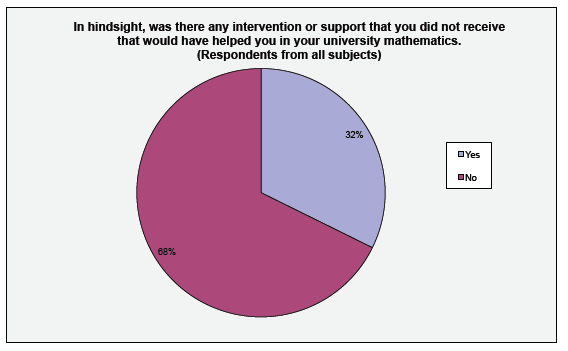 In hindsight, was there any intervention or support that you did not receive
that would have helped you in your university mathematics.
(Respondents from all subjects)
32%
Yes
No
68%